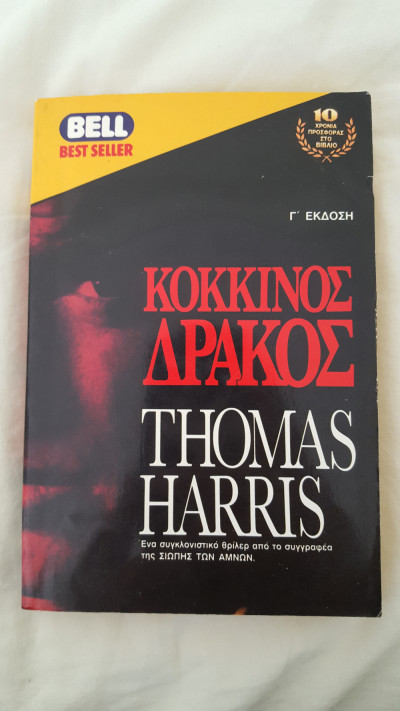 BELL
BEST SELLER
10
ΧΡΟΝΙΑ
ΠΡΟΣΦΟΡΑΣ
ΣΤΟ
ΒΙΒΛΙΟ
Γ΄ ΕΚΔΟΣΗ
ΚΟΚΚΙΝΟΣ
ΔΡΑΚΟΣ
THOMAS
HARRIS
Ένα συγκλονιστικό θρίλερ από το συγγραφέα
της ΣΙΩΠΗΣ ΤΩΝ ΑΜΝΩΝ.